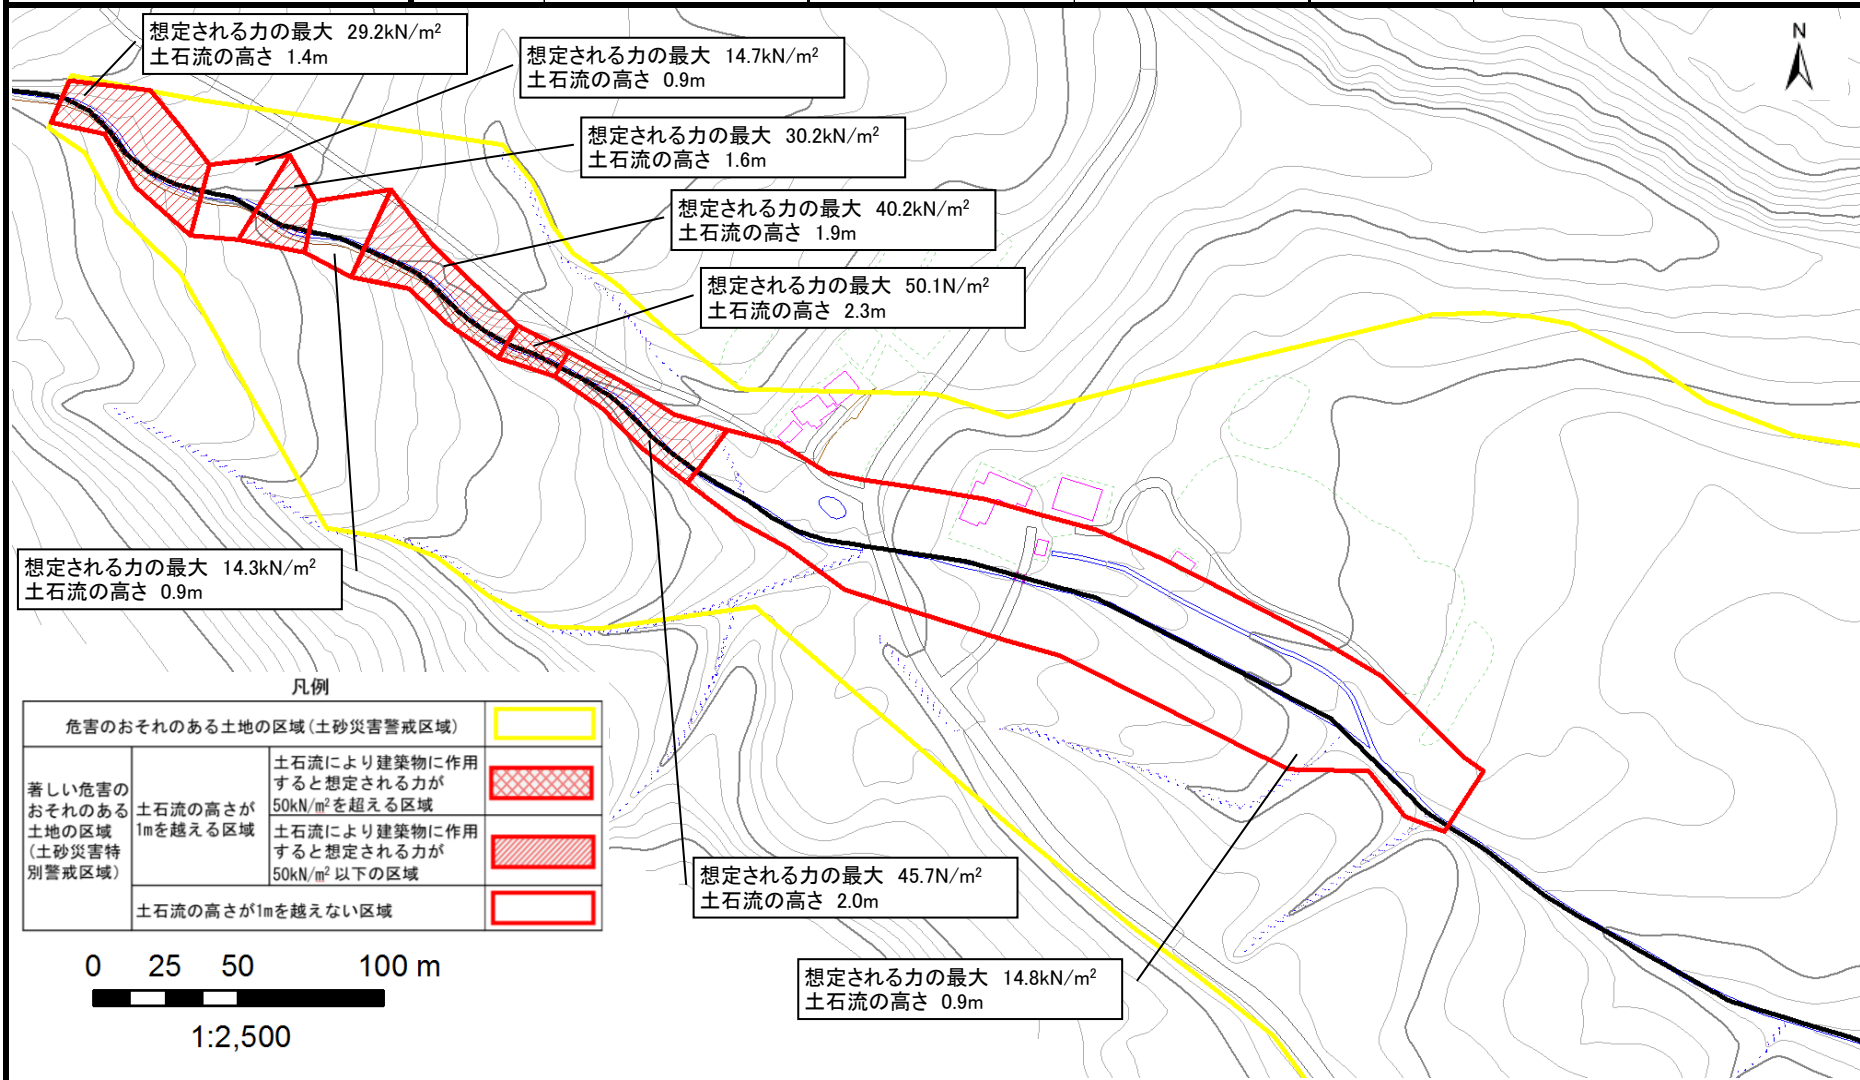 想定される力の最大 29.2kN/m²
土石流の高さ 1.4m
想定される力の最大 14.7kN/m²
土石流の高さ 0.9m
N
想定される力の最大 30.2kN/m²
土石流の高さ 1.6m
想定される力の最大 40.2kN/m²
土石流の高さ 1.9m
想定される力の最大 50.1N/m²
土石流の高さ 2.3m
想定される力の最大 14.3kN/m²
土石流の高さ 0.9m
凡例
危害のおそれのある土地の区域(土砂災害警戒区域)
著しい危害の
おそれのある
土地の区域
(土砂災害特
別警戒区域)
土石流の高さが
1mを越える区域
土石流により建築物に作用
すると想定される力が
50kN/㎡を超える区域
土石流により建築物に作用
すると想定される力が
50kN/㎡以下の区域
土石流の高さが1mを越えない区域
想定される力の最大 45.7N/m²
土石流の高さ 2.0m
想定される力の最大 14.8kN/m²
土石流の高さ 0.9m
0 25 50 100 m
1:2,500